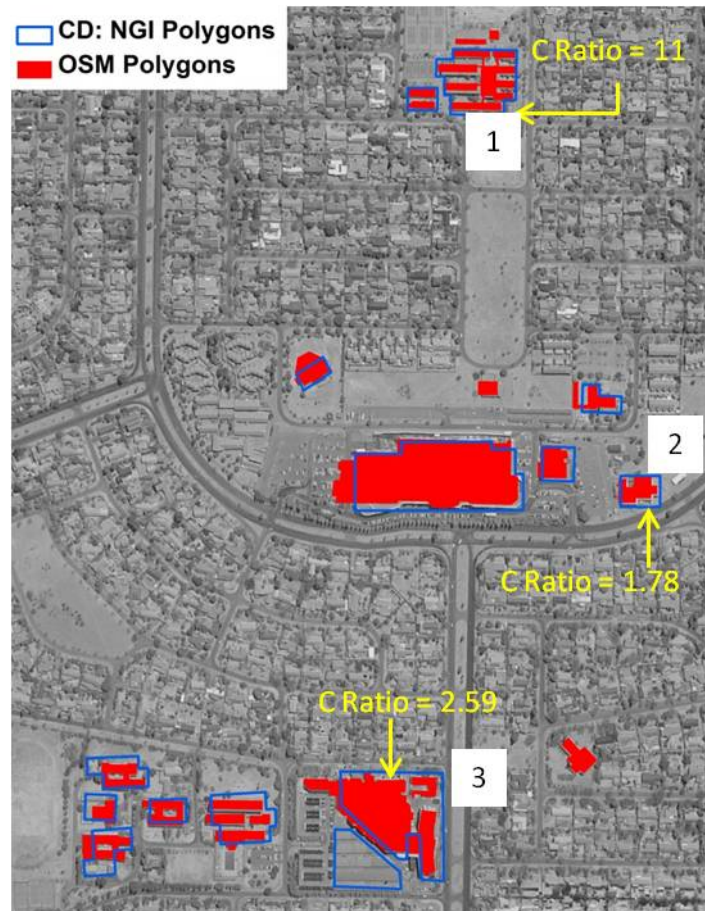 CD: NGI Polygons
OSM Polygons
C Ratio = 11
1
2
C Ratio = 1.78
C Ratio = 2.59
3